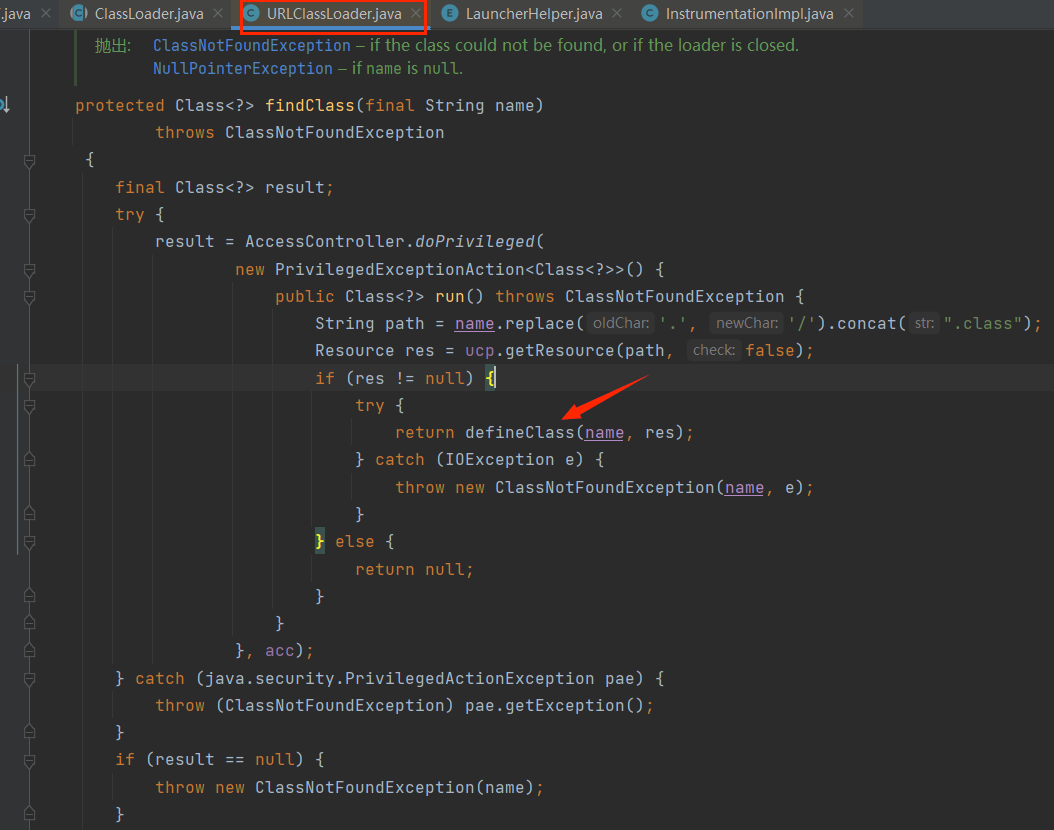 .java ClassLoader.java URLClassLoader.java LauncherHelper.java InstrumentationImpl.java
抛出: ClassNotFoundException – if the class could not be found, or if the loader is closed.
NullPointerException – if name is null.
protected Class<?> findClass(final String name)
throws ClassNotFoundException
{
final Class<?> result;
try {
result = AccessController.doPrivileged(
new PrivilegedExceptionAction<Class<?>>() {
public Class<?> run() throws ClassNotFoundException {
String path = name.replace( oldChar: '.', newChar: '/').concat( str: ".class");
Resource res = ucp.getResource(path, check: false);
if (res != null) {
try {
return defineClass(name, res);
} catch (IOException e) {
throw new ClassNotFoundException(name, e);
}
} else {
return null;
}
}
}, acc);
} catch (java.security.PrivilegedActionException pae) {
throw (ClassNotFoundException) pae.getException();
}
if (result == null) {
throw new ClassNotFoundException(name);
}